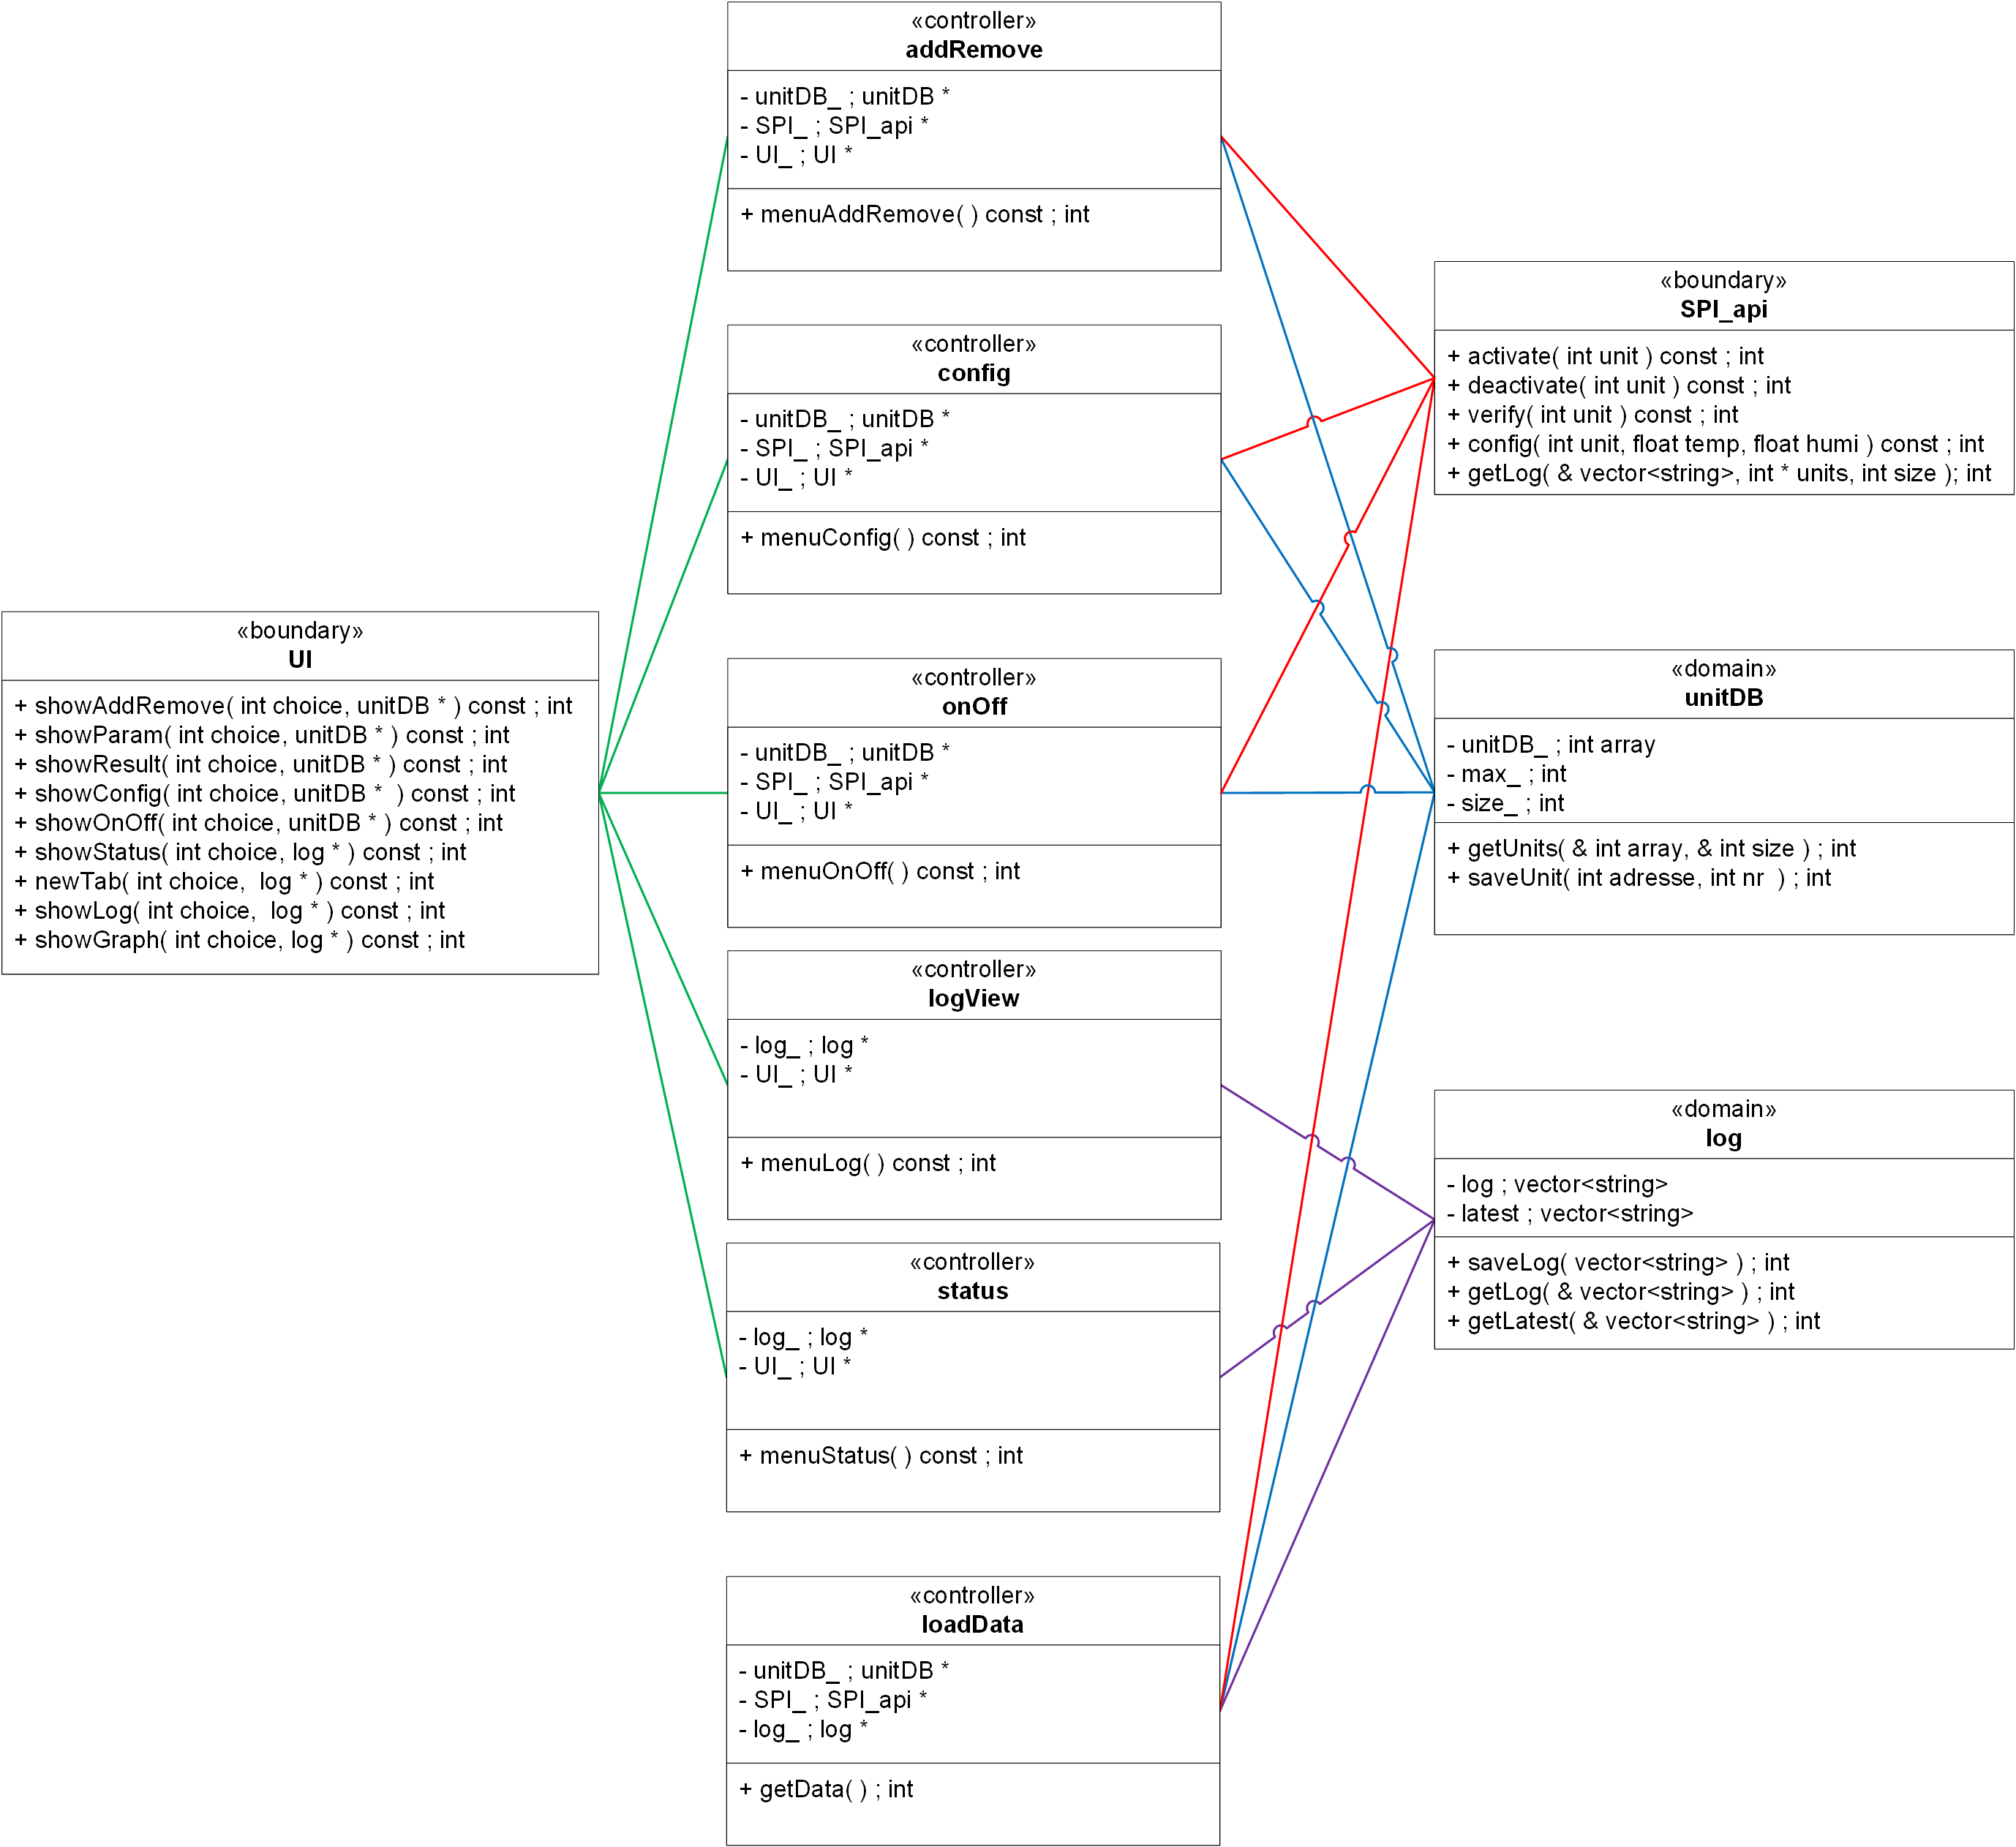 «controller»
addRemove
- unitDB_ ; unitDB *
- SPI_ ; SPI_api *
- UI_ ; UI *
+ menuAddRemove( ) const ; int
«controller»
config
- unitDB_ ; unitDB *
- SPI_ ; SPI_api *
- UI_ ; UI *
+ menuConfig( ) const ; int
«boundary»
UI
+ showAddRemove( int choice, unitDB * ) const ; int
+ showParam( int choice, unitDB * ) const ; int
+ showResult( int choice, unitDB * ) const ; int
+ showConfig( int choice, unitDB *  ) const ; int
+ showOnOff( int choice, unitDB * ) const ; int
+ showStatus( int choice, log * ) const ; int
+ newTab( int choice,  log * ) const ; int
+ showLog( int choice,  log * ) const ; int
+ showGraph( int choice, log * ) const ; int
«controller»
onOff
- unitDB_ ; unitDB *
- SPI_ ; SPI_api *
- UI_ ; UI *
+ menuOnOff( ) const ; int
«controller»
logView
- log_ ; log *
- UI_ ; UI *
+ menuLog( ) const ; int
«controller»
status
- log_ ; log *
- UI_ ; UI *
+ menuStatus( ) const ; int
«controller»
loadData
- unitDB_ ; unitDB *
- SPI_ ; SPI_api *
- log_ ; log *
+ getData( ) ; int
«boundary»
SPI_api
+ activate( int unit ) const ; int
+ deactivate( int unit ) const ; int
+ verify( int unit ) const ; int
+ config( int unit, float temp, float humi ) const ; int
+ getLog( & vector<string>, int * units, int size ); int
«domain»
unitDB
- unitDB_ ; int array
- max_ ; int
- size_ ; int
+ getUnits( & int array, & int size ) ; int
+ saveUnit( int adresse, int nr  ) ; int
«domain»
log
- log ; vector<string>
- latest ; vector<string>
+ saveLog( vector<string> ) ; int
+ getLog( & vector<string> ) ; int
+ getLatest( & vector<string> ) ; int